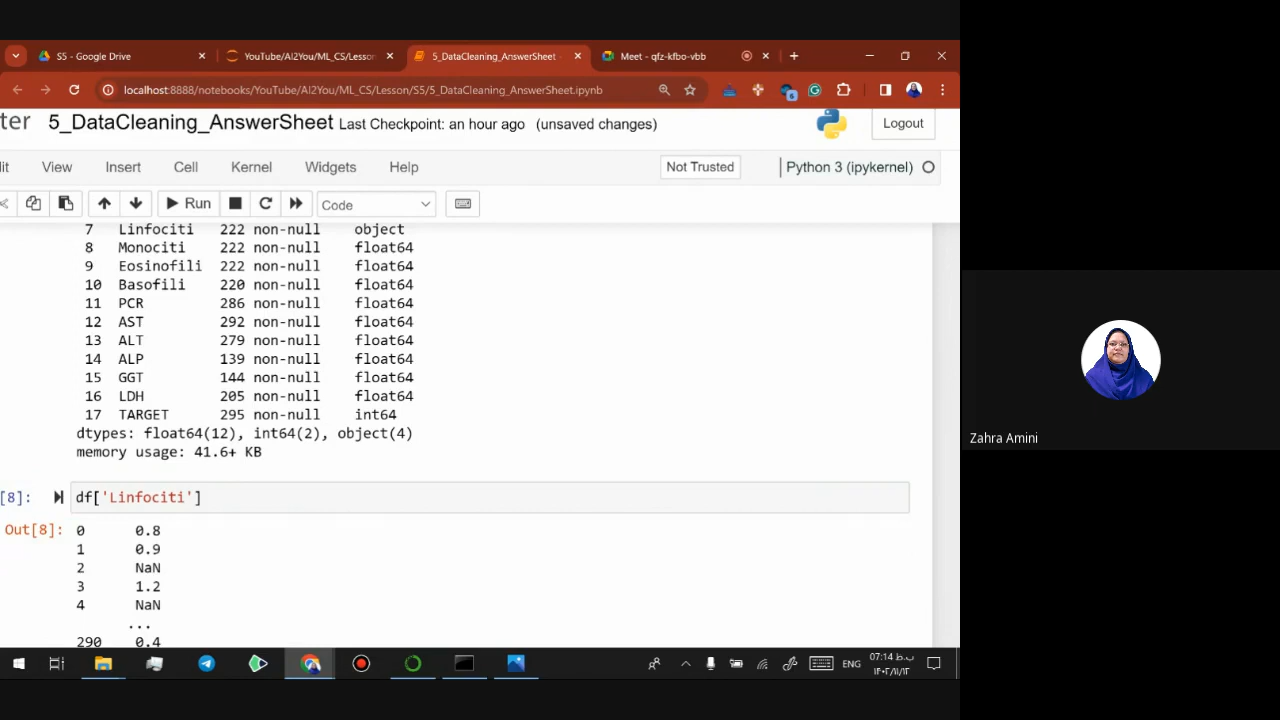 S5 - Google Drive
YouTube/AI2You/ML_CS/Lesson
5_DataCleaning_AnswerSheet
Meet - qfz-kfbo-vbb
localhost:8888/notebooks/YouTube/AI2You/ML_CS/Lesson/S5/5_DataCleaning_AnswerSheet.ipynb
6
ter 5_DataCleaning_AnswerSheet Last Checkpoint: an hour ago (unsaved changes)
Logout
it View Insert Cell Kernel Widgets Help
Not Trusted
Python 3 (ipykernel)
Run
Code
7 Linfociti 222 non-null object
8 Monociti 222 non-null float64
9 Eosinofili 222 non-null float64
10 Basofili 220 non-null float64
11 PCR 286 non-null float64
12 AST 292 non-null float64
13 ALT 279 non-null float64
14 ALP 139 non-null float64
15 GGT 144 non-null float64
16 LDH 205 non-null float64
17 TARGET 295 non-null int64
dtypes: float64(12), int64(2), object(4)
memory usage: 41.6+ KB
[8]: df['Linfociti']
Out[8]: 0 0.8
1 0.9
2 NaN
3 1.2
4 NaN
...
290 0.4
Zahra Amini
ENG
07:14 ب.ظ
۱۴۰۲/۱۱/۱۲